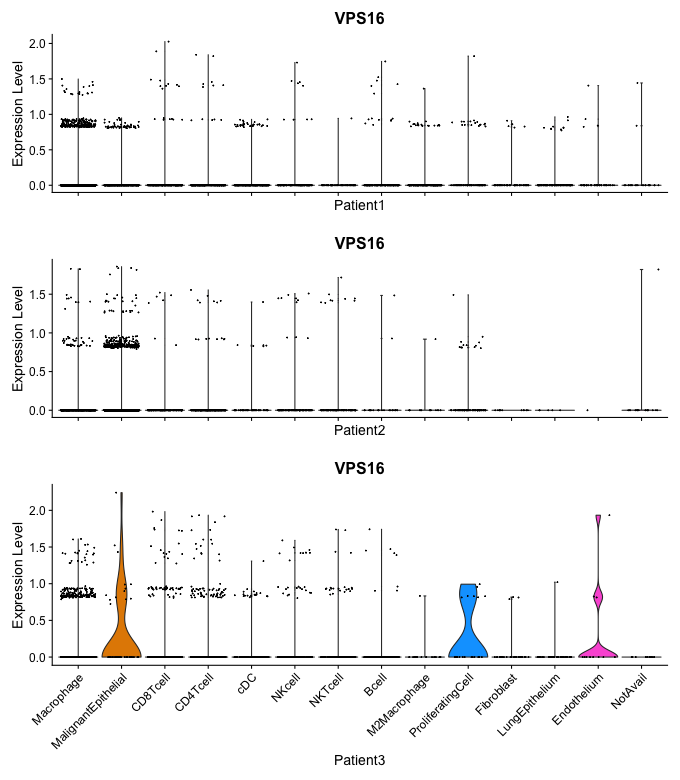 VPS16
Expression Level
2.0
1.5
1.0
0.5
0.0
Patient1
VPS16
Expression Level
1.5
1.0
0.5
0.0
Patient2
VPS16
Expression Level
2.0
1.5
1.0
0.5
0.0
Macrophage
MalignantEpithelial
CD8Tcell
CD4Tcell
cDC
NKcell
NKTcell
Bcell
M2Macrophage
ProliferatingCell
Fibroblast
LungEpithelium
Endothelium
NotAvail
Patient3